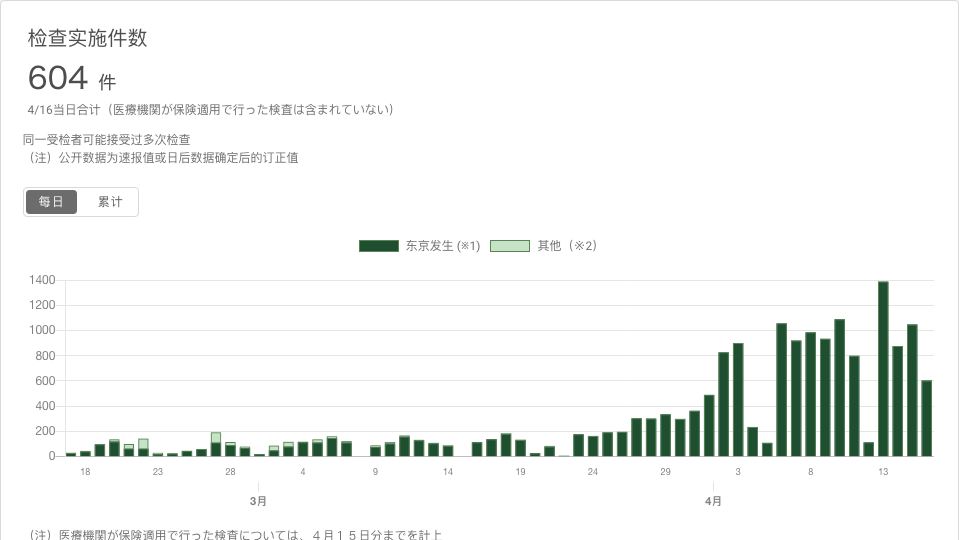 检查实施件数
604 件
4/16当日合计（医療機関が保険適用で行った検査は含まれていない）
同一受检者可能接受过多次检查
（注）公开数据为速报值或日后数据确定后的订正值
每日 累计
东京发生 (※1) 其他（※2）
1400
1200
1000
800
600
400
200
0
18 23 28 4 9 14 19 24 29 3 8 13
3月 4月
（注）医療機関が保険適用で行った検査については、４月１５日分までを計上